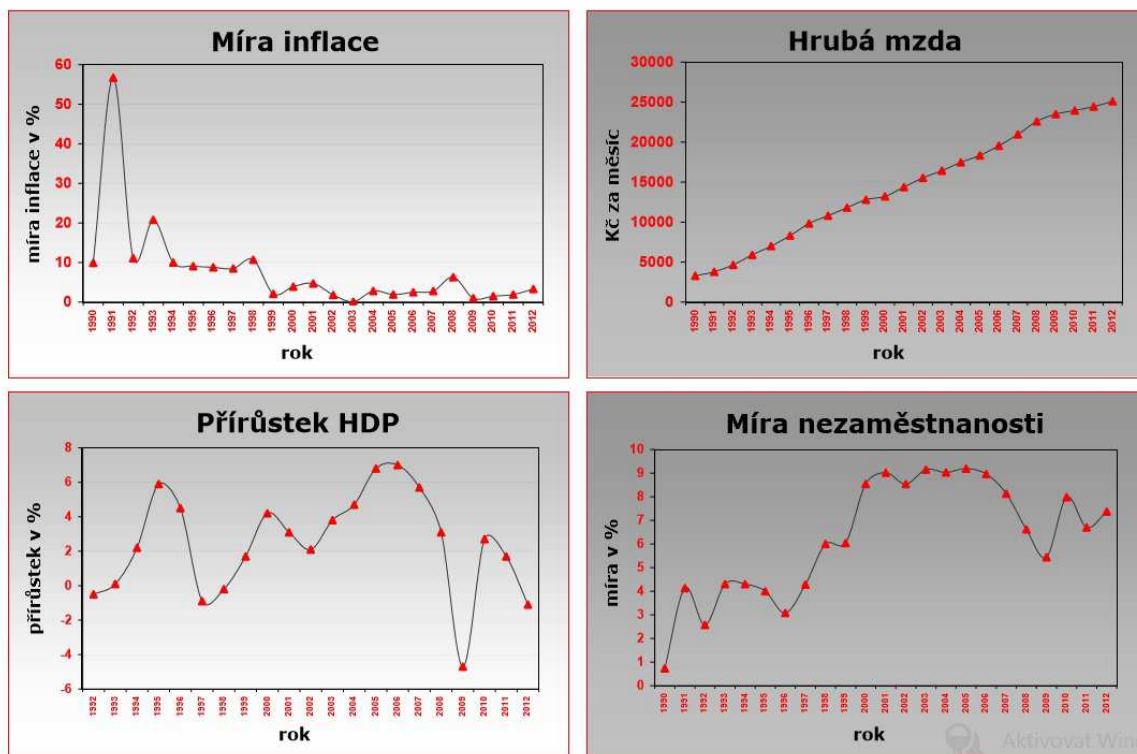 Míra inflace
míra inflace v %
60
50
40
30
20
10
0
1990 1991 1992 1993 1994 1995 1996 1997 1998 1999 2000 2001 2002 2003 2004 2005 2006 2007 2008 2009 2010 2011 2012
rok
Hrubá mzda
Kč za měsíc
30000
25000
20000
15000
10000
5000
0
1990 1991 1992 1993 1994 1995 1996 1997 1998 1999 2000 2001 2002 2003 2004 2005 2006 2007 2008 2009 2010 2011 2012
rok
Přírůstek HDP
přírůstek v %
8
6
4
2
0
-2
-4
-6
1992 1993 1994 1995 1996 1997 1998 1999 2000 2001 2002 2003 2004 2005 2006 2007 2008 2009 2010 2011 2012
rok
Míra nezaměstnanosti
míra v %
10
9
8
7
6
5
4
3
2
1
0
1990 1991 1992 1993 1994 1995 1996 1997 1998 1999 2000 2001 2002 2003 2004 2005 2006 2007 2008 2009 2010 2011 2012
rok
Aktivovat Win